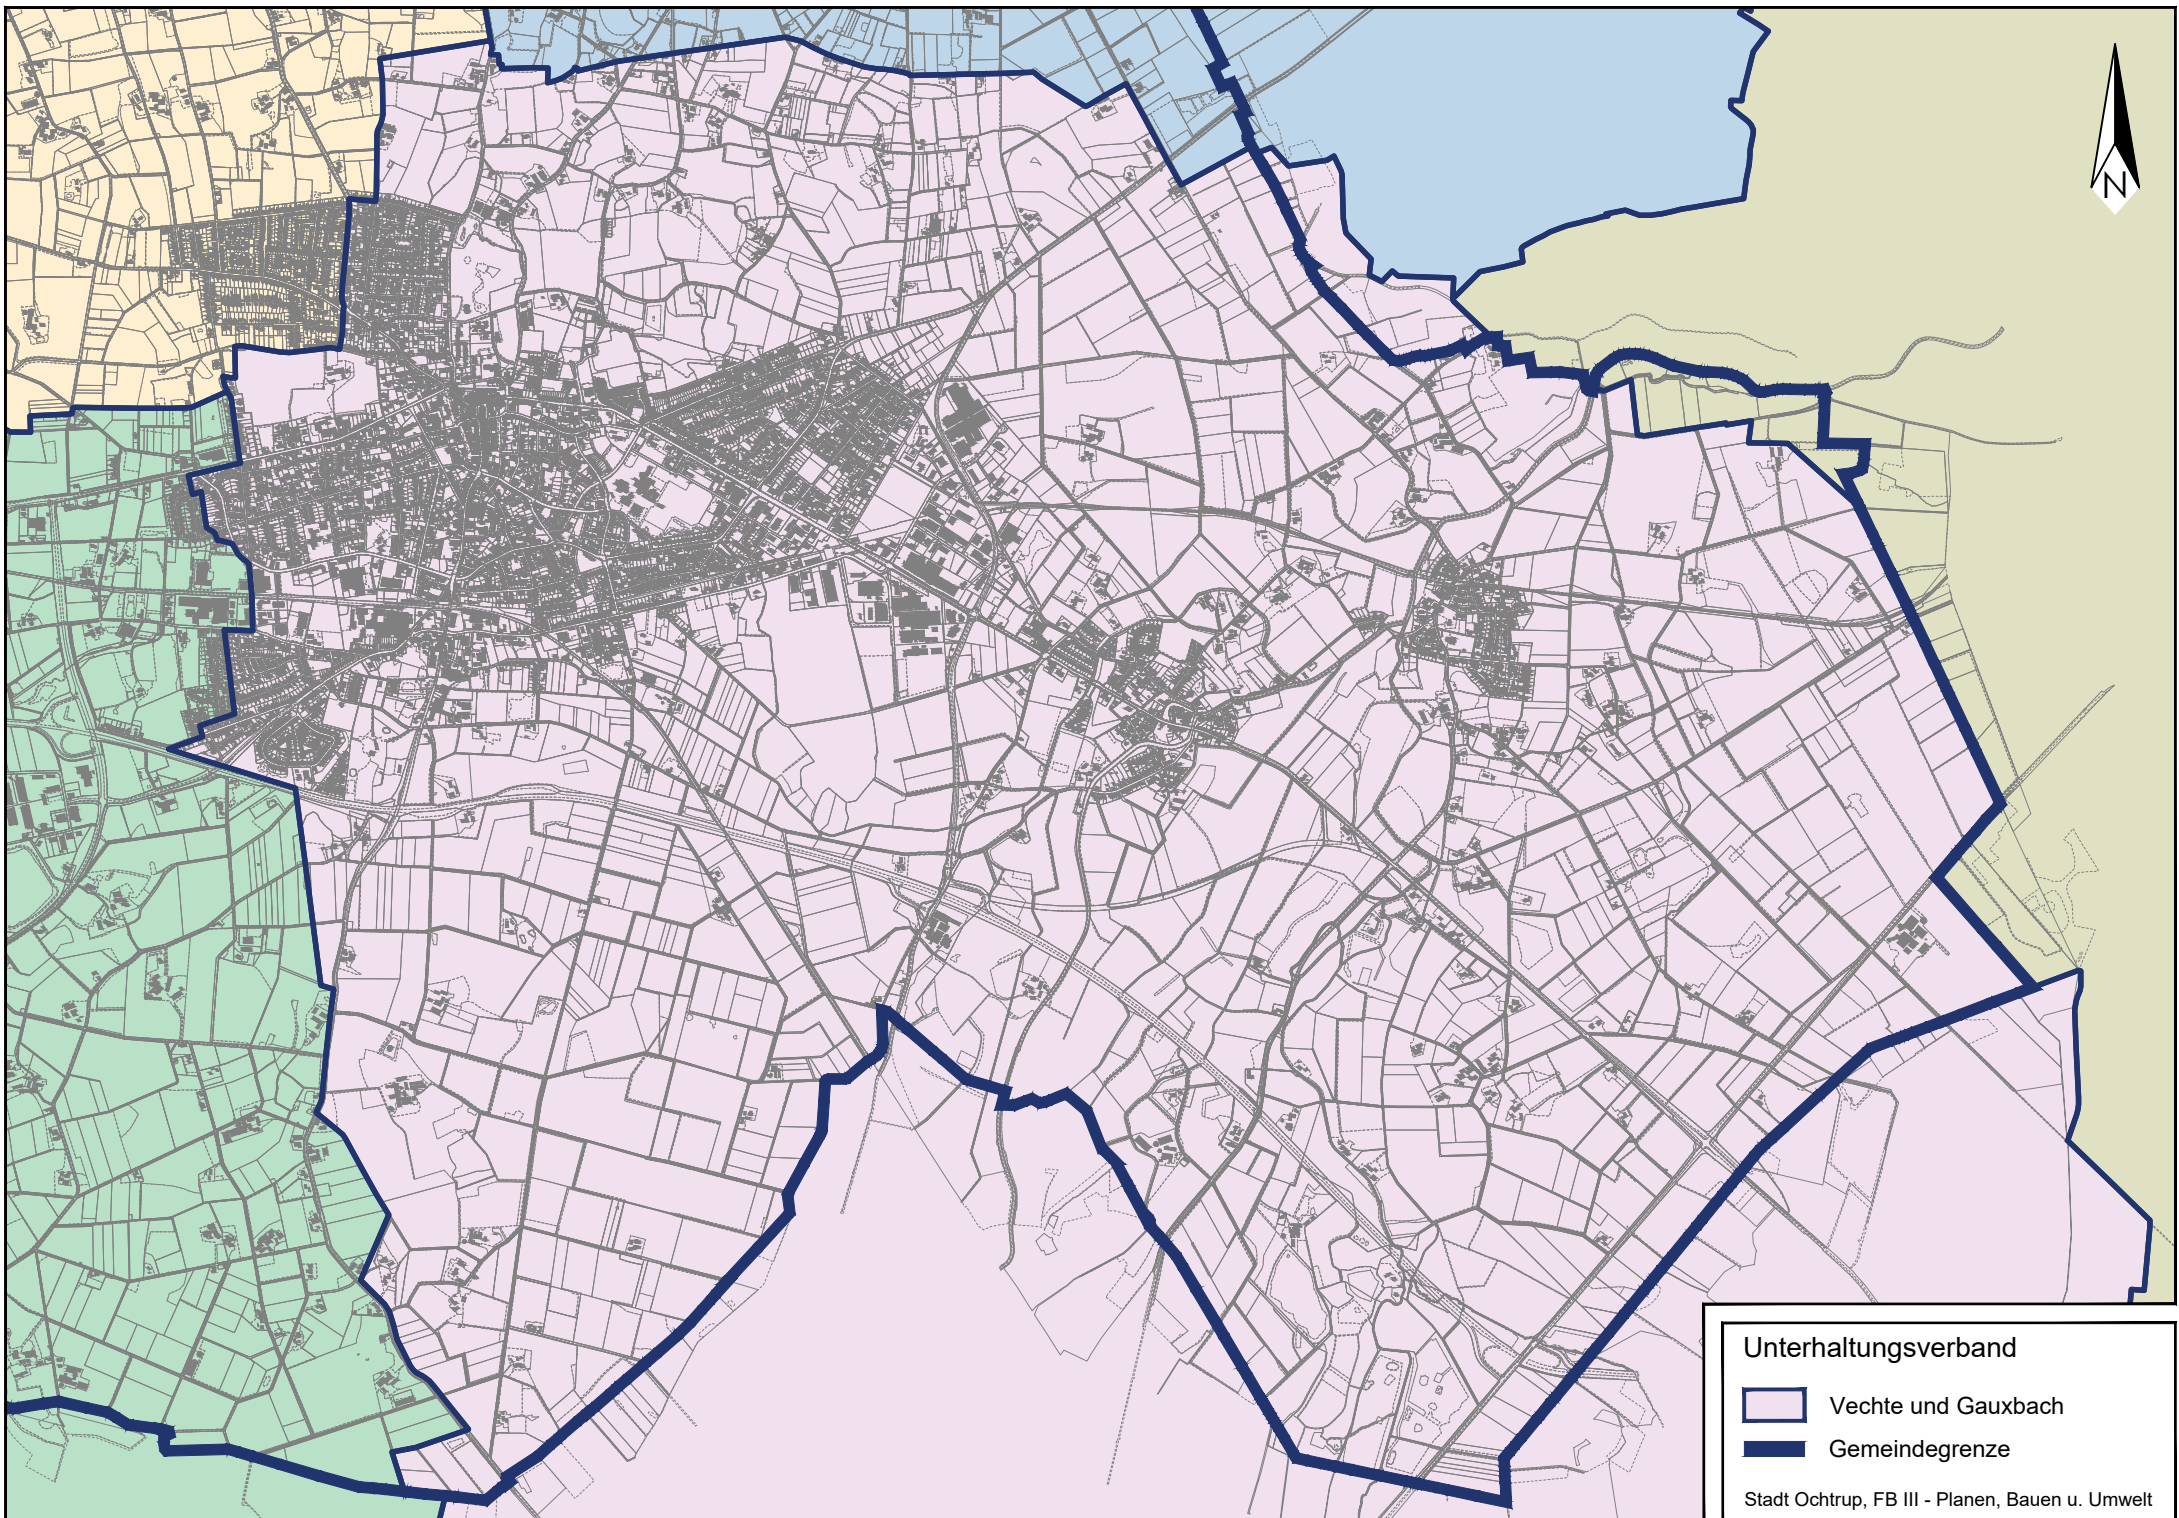 N
Unterhaltungsverband
Vechte und Gauxbach
Gemeindegrenze
Stadt Ochtrup, FB III - Planen, Bauen u. Umwelt